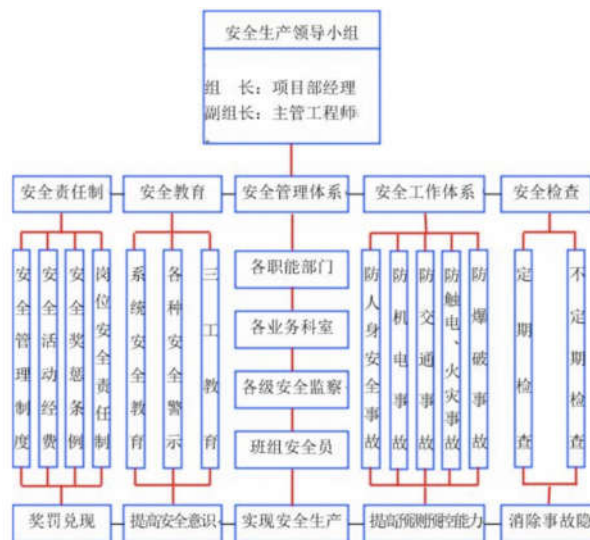 安全生产领导小组
组　长：项目部经理
副组长：主管工程师
安全责任制
安全教育
安全管理体系
安全工作体系
安全检查
安全管理制度
安全活动经费
安全奖惩条例
岗位安全责任制
系统安全教育
各种安全警示
三工教育
各职能部门
各业务科室
各级安全监察
班组安全员
防人身安全事故
防机电事故
防交通事故
防触电、火灾事故
防爆破事故
定期检查
不定期检查
奖罚兑现
提高安全意识
实现安全生产
提高预测预控能力
消除事故隐